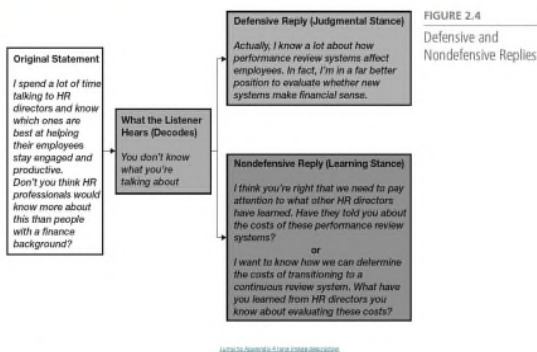 Original Statement
I spend a lot of time
talking to HR
directors and know
which ones are
best at helping
their employees
stay engaged and
productive.
Don't you think HR
professionals would
know more about
this than people
with a finance
background?
What the Listener
Hears (Decodes)
You don't know
what you're
talking about
Defensive Reply (Judgmental Stance)
Actually, I know a lot about how
performance review systems affect
employees. In fact, I'm in a far better
position to evaluate whether new
systems make financial sense.
Nondefensive Reply (Learning Stance)
I think you're right that we need to pay
attention to what other HR directors
have learned. Have they told you about
the costs of these performance review
systems?
or
I want to know how we can determine
the costs of transitioning to a
continuous review system. What have
you learned from HR directors you
know about evaluating these costs?
FIGURE 2.4
Defensive and
Nondefensive Replies
Jump to Appendix A long image description